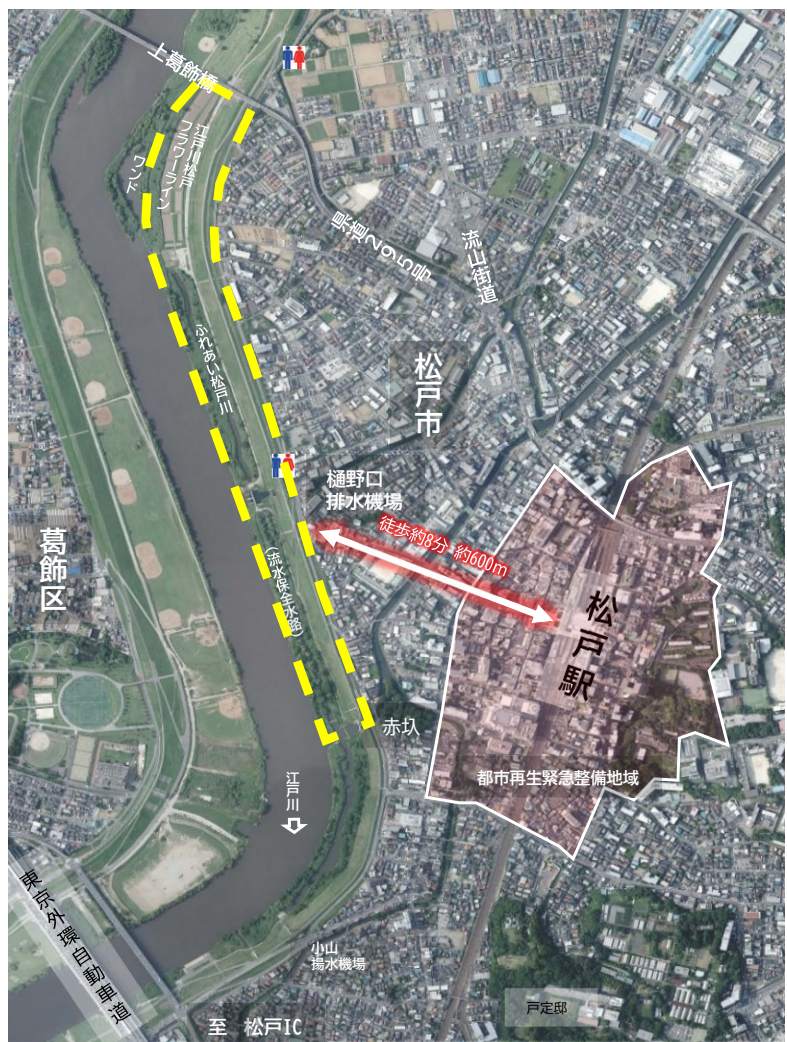 上葛飾橋
江戸川松戸
フラワーライン
ワンド
県道295号
流山街道
ふれあい松戸川
松戸市
樋野口
排水機場
徒歩約8分 約600m
葛飾区
(流水保全水路)
松戸駅
赤圦
都市再生緊急整備地域
江戸川
東京外環自動車道
小山
揚水機場
戸定邸
至 松戸IC